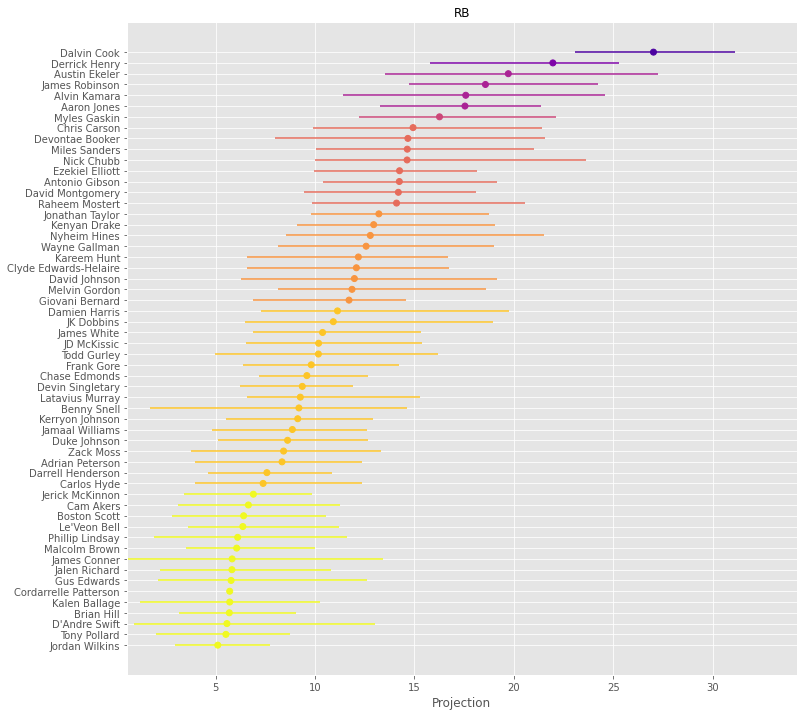 RB
Dalvin Cook
Derrick Henry
Austin Ekeler
James Robinson
Alvin Kamara
Aaron Jones
Myles Gaskin
Chris Carson
Devontae Booker
Miles Sanders
Nick Chubb
Ezekiel Elliott
Antonio Gibson
David Montgomery
Raheem Mostert
Jonathan Taylor
Kenyan Drake
Nyheim Hines
Wayne Gallman
Kareem Hunt
Clyde Edwards-Helaire
David Johnson
Melvin Gordon
Giovani Bernard
Damien Harris
JK Dobbins
James White
JD McKissic
Todd Gurley
Frank Gore
Chase Edmonds
Devin Singletary
Latavius Murray
Benny Snell
Kerryon Johnson
Jamaal Williams
Duke Johnson
Zack Moss
Adrian Peterson
Darrell Henderson
Carlos Hyde
Jerick McKinnon
Cam Akers
Boston Scott
Le'Veon Bell
Phillip Lindsay
Malcolm Brown
James Conner
Jalen Richard
Gus Edwards
Cordarrelle Patterson
Kalen Ballage
Brian Hill
D'Andre Swift
Tony Pollard
Jordan Wilkins
5 10 15 20 25 30
Projection